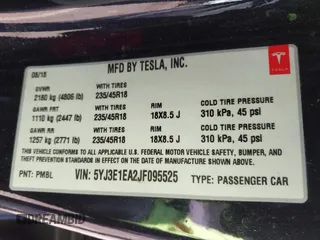 MFD BY TESLA, INC.
08/18
TESLA
GVWR
2180 kg (4806 lb)
WITH TIRES
235/45R18
GAWR FRT
1110 kg (2447 lb)
WITH TIRES
235/45R18
RIM
18X8.5 J
COLD TIRE PRESSURE
310 kPa, 45 psi
GAWR RR
1257 kg (2771 lb)
WITH TIRES
235/45R18
RIM
18X8.5 J
COLD TIRE PRESSURE
310 kPa, 45 psi
THIS VEHICLE CONFORMS TO ALL APPLICABLE U.S. FEDERAL MOTOR VEHICLE SAFETY, BUMPER, AND
THEFT PREVENTION STANDARDS IN EFFECT ON THE DATE OF MANUFACTURE SHOWN ABOVE.
PNT: PMBL
VIN: 5YJ3E1EA2JF095525
TYPE: PASSENGER CAR
DREAMBID